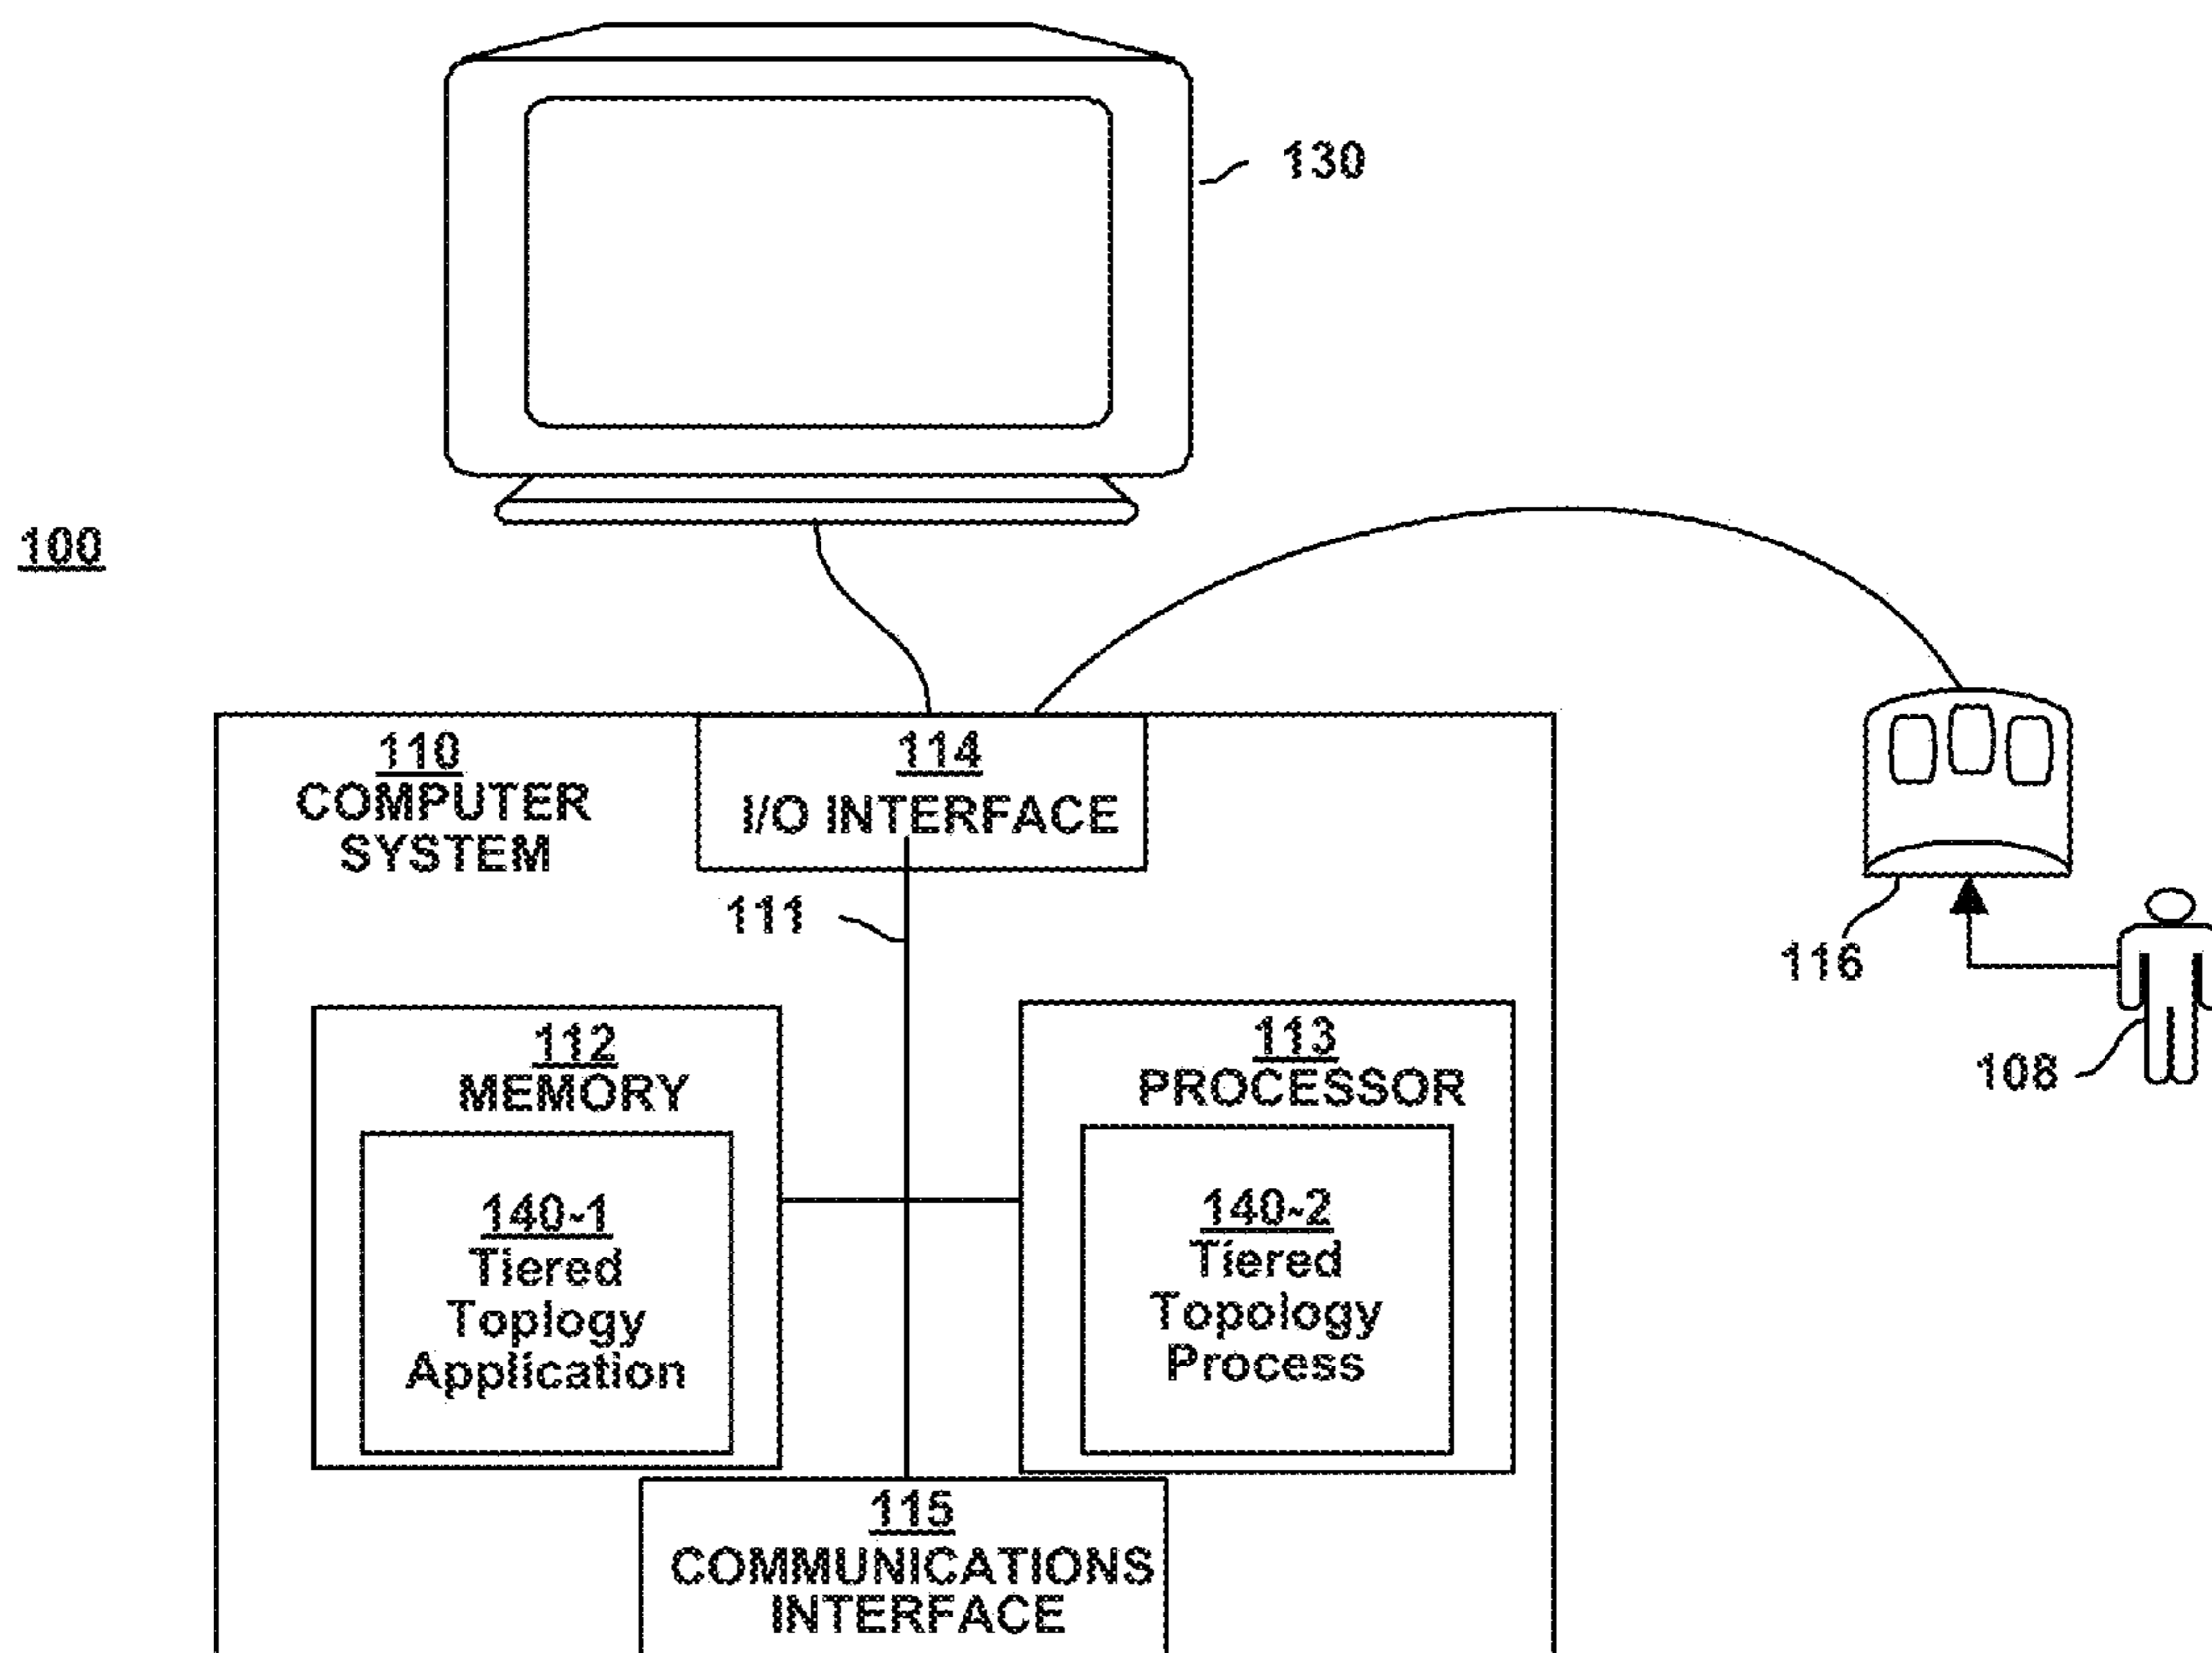 130
100
110
COMPUTER
SYSTEM
114
I/O INTERFACE
111
116
108
112
MEMORY
113
PROCESSOR
140-1
Tiered
Toplogy
Application
140-2
Tiered
Topology
Process
115
COMMUNICATIONS
INTERFACE